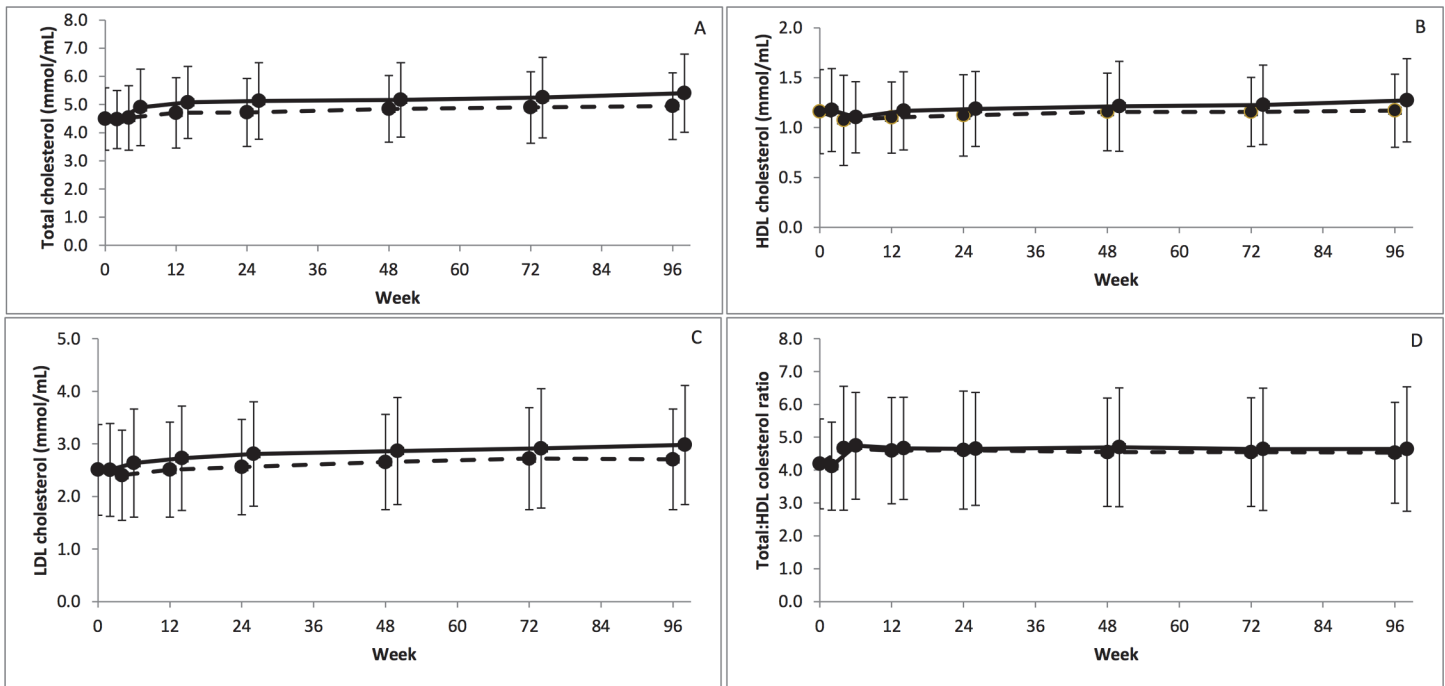 A
Total cholesterol (mmol/mL)
8.0
7.0
6.0
5.0
4.0
3.0
2.0
1.0
0.0
0 12 24 36 48 60 72 84 96
Week
B
HDL cholesterol (mmol/mL)
2.0
1.5
1.0
0.5
0.0
0 12 24 36 48 60 72 84 96
Week
C
LDL cholesterol (mmol/mL)
5.0
4.0
3.0
2.0
1.0
0.0
0 12 24 36 48 60 72 84 96
Week
D
Total:HDL colesterol ratio
8.0
7.0
6.0
5.0
4.0
3.0
2.0
1.0
0.0
0 12 24 36 48 60 72 84 96
Week